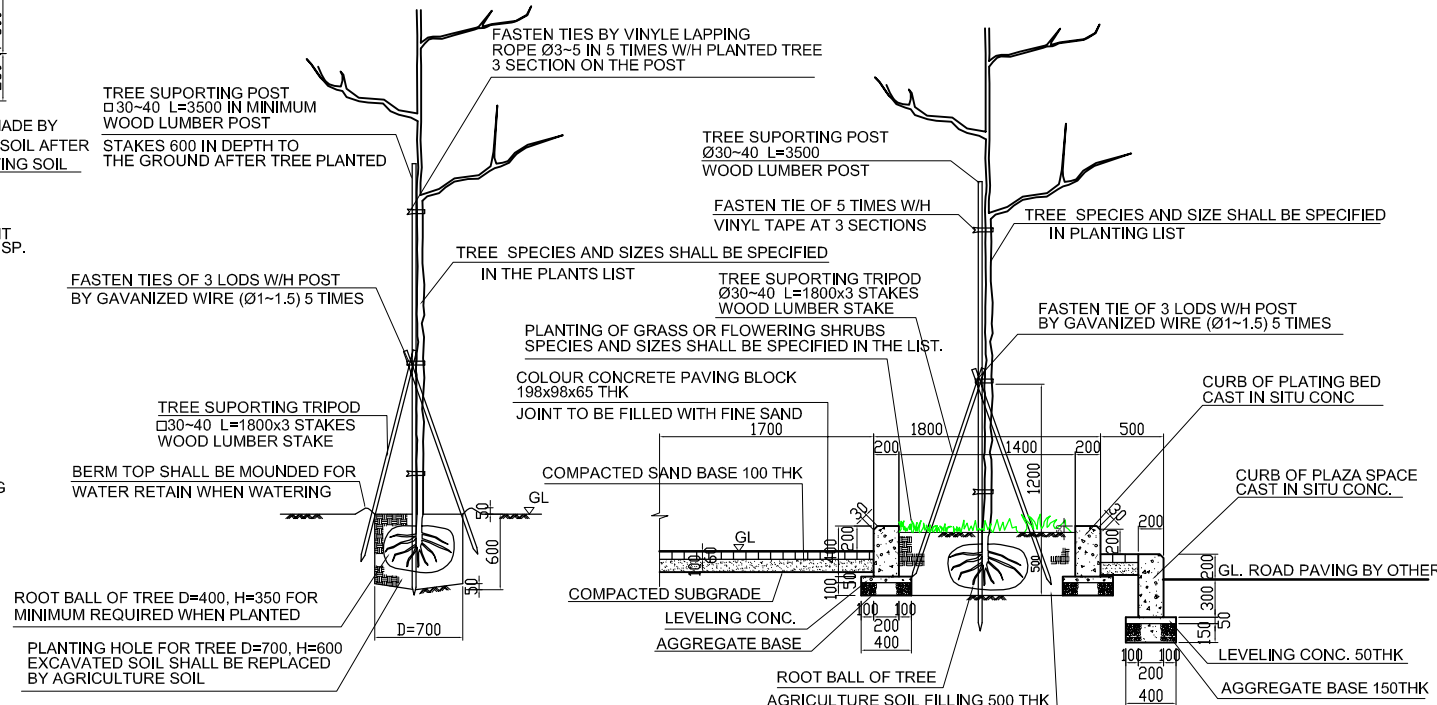 MADE BY
SOIL AFTER
TING SOIL
SP.
TREE SUPORTING POST
□30~40 L=3500 IN MINIMUM
WOOD LUMBER POST
STAKES 600 IN DEPTH TO
THE GROUND AFTER TREE PLANTED
FASTEN TIES BY VINYLE LAPPING
ROPE Ø3~5 IN 5 TIMES W/H PLANTED TREE
3 SECTION ON THE POST
TREE SPECIES AND SIZES SHALL BE SPECIFIED
IN THE PLANTS LIST
FASTEN TIES OF 3 LODS W/H POST
BY GAVANIZED WIRE (Ø1~1.5) 5 TIMES
TREE SUPORTING TRIPOD
□30~40 L=1800x3 STAKES
WOOD LUMBER STAKE
BERM TOP SHALL BE MOUNDED FOR
WATER RETAIN WHEN WATERING
GL
50
600
50
D=700
ROOT BALL OF TREE D=400, H=350 FOR
MINIMUM REQUIRED WHEN PLANTED
PLANTING HOLE FOR TREE D=700, H=600
EXCAVATED SOIL SHALL BE REPLACED
BY AGRICULTURE SOIL
TREE SUPORTING POST
Ø30~40 L=3500
WOOD LUMBER POST
FASTEN TIE OF 5 TIMES W/H
VINYL TAPE AT 3 SECTIONS
TREE SUPORTING TRIPOD
Ø30~40 L=1800x3 STAKES
WOOD LUMBER STAKE
PLANTING OF GRASS OR FLOWERING SHRUBS
SPECIES AND SIZES SHALL BE SPECIFIED IN THE LIST.
COLOUR CONCRETE PAVING BLOCK
198x98x65 THK
JOINT TO BE FILLED WITH FINE SAND
TREE SPECIES AND SIZE SHALL BE SPECIFIED
IN PLANTING LIST
FASTEN TIE OF 3 LODS W/H POST
BY GAVANIZED WIRE (Ø1~1.5) 5 TIMES
CURB OF PLATING BED
CAST IN SITU CONC
CURB OF PLAZA SPACE
CAST IN SITU CONC.
1700
1800
500
200
1400
200
1200
COMPACTED SAND BASE 100 THK
GL
60
100
30
400
200
100
50
500
30
200
200
200
300
50
150
GL. ROAD PAVING BY OTHER
COMPACTED SUBGRADE
LEVELING CONC.
AGGREGATE BASE
100 100
200
400
100 100
200
400
LEVELING CONC. 50THK
AGGREGATE BASE 150THK
ROOT BALL OF TREE
AGRICULTURE SOIL FILLING 500 THK